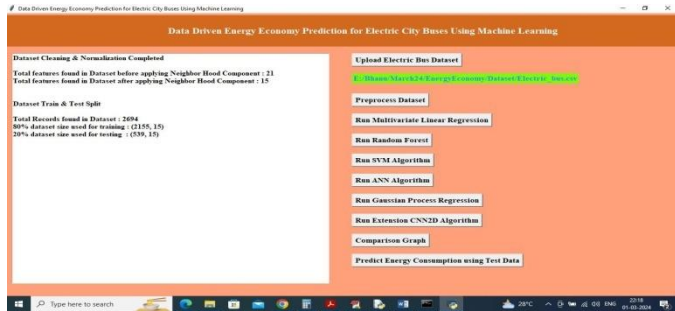 Data Driven Energy Economy Prediction for Electric City Buses Using Machine Learning
Data Driven Energy Economy Prediction for Electric City Buses Using Machine Learning
Dataset Cleaning & Normalization Completed
Total features found in Dataset before applying Neighbor Hood Component : 21
Total features found in Dataset after applying Neighbor Hood Component : 15
Dataset Train & Test Split
Total Records found in Dataset : 2694
80% dataset size used for training : (2155, 15)
20% dataset size used for testing : (539, 15)
Upload Electric Bus Dataset
E:/Bhanu/March24/EnergyEconomy/Dataset/Electric_bus.csv
Preprocess Dataset
Run Multivariate Linear Regression
Run Random Forest
Run SVM Algorithm
Run ANN Algorithm
Run Gaussian Process Regression
Run Extension CNN2D Algorithm
Comparison Graph
Predict Energy Consumption using Test Data
Type here to search
28°C
ENG
22:18
01-03-2024